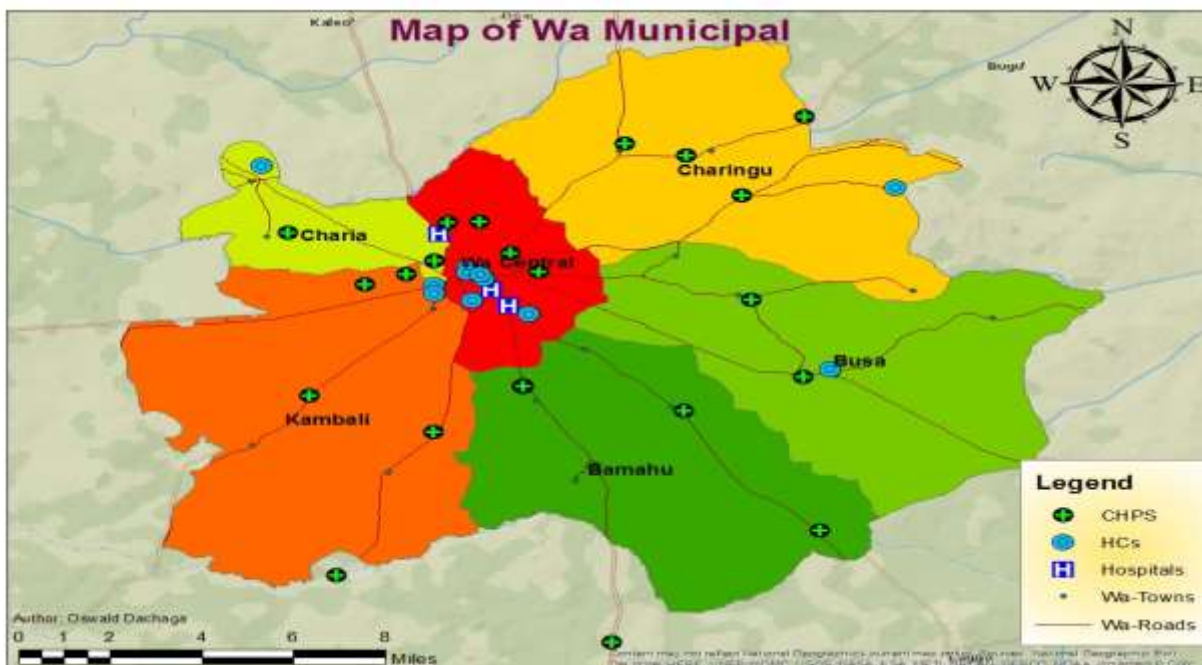 Map of Wa Municipal
Kaleo
N
W
E
S
Charingu
Charia
Wa Central
Busa
Kambali
Bamahu
H
H
H
Legend
CHPS
HCs
H
Hospitals
Wa-Towns
Wa-Roads
Author: Oswald Dachaga
0 1 2 4 6 8
Miles